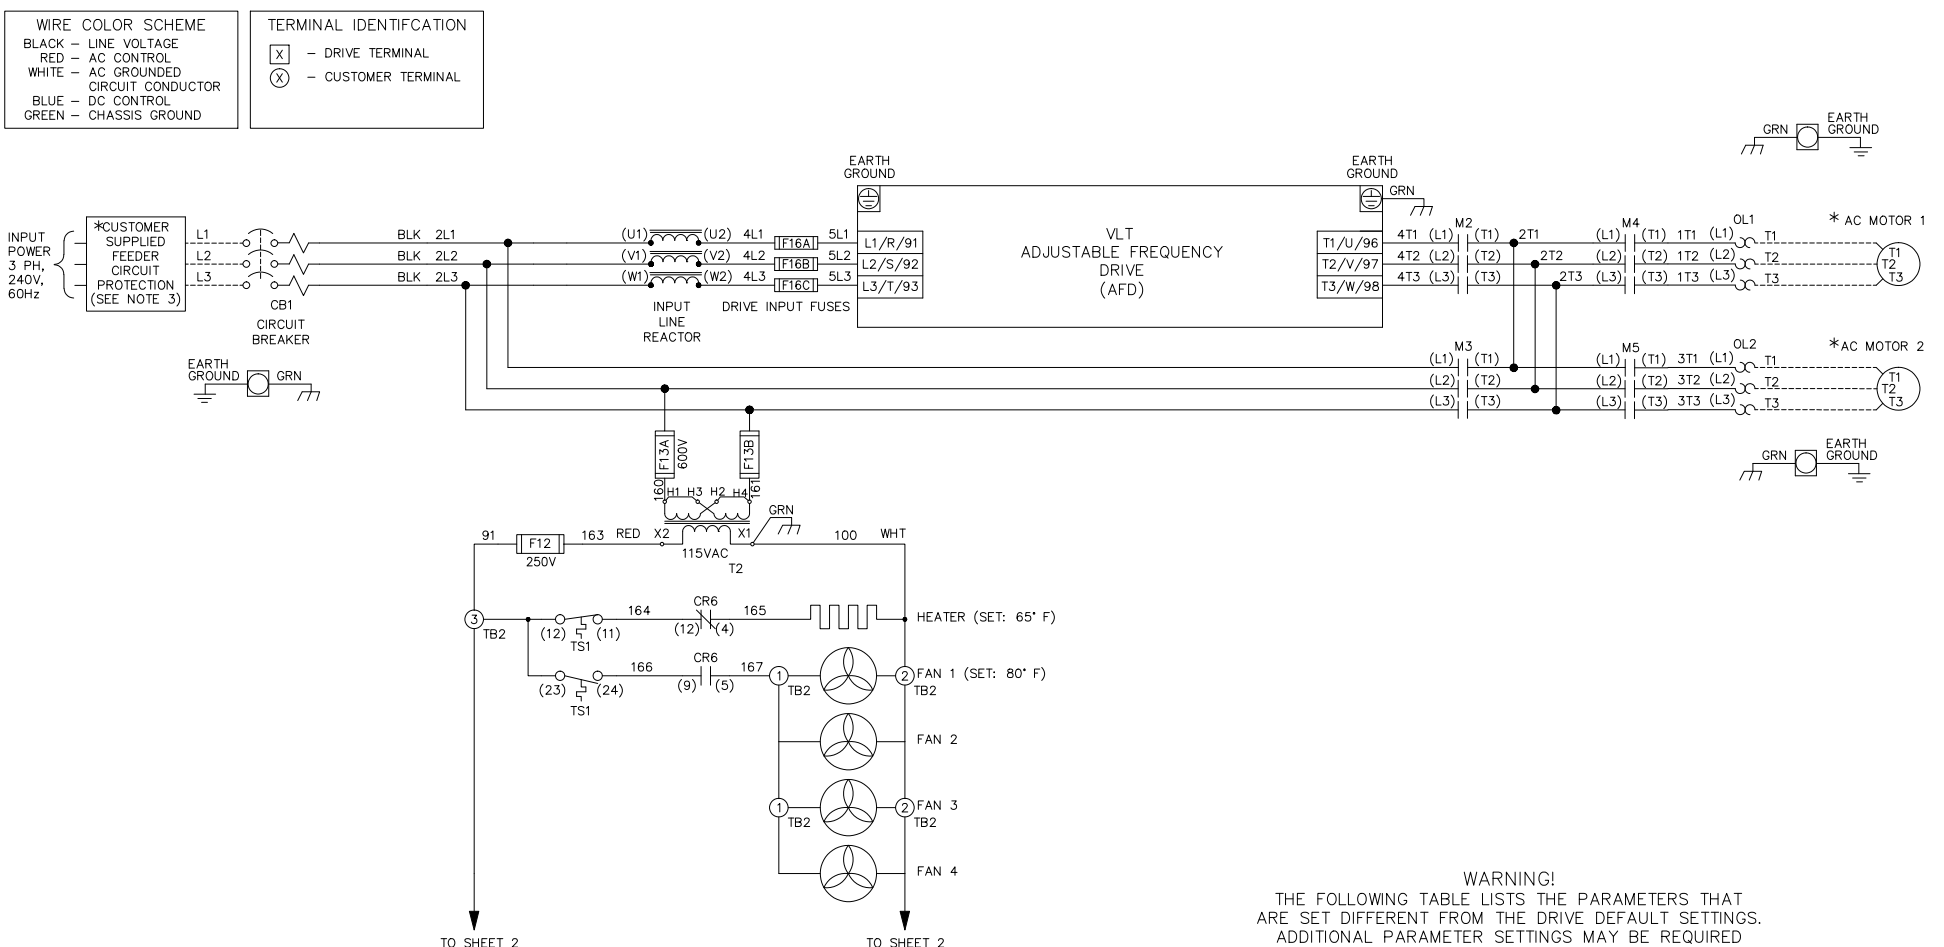 WIRE COLOR SCHEME
BLACK – LINE VOLTAGE
RED – AC CONTROL
WHITE – AC GROUNDED
CIRCUIT CONDUCTOR
BLUE – DC CONTROL
GREEN – CHASSIS GROUND
TERMINAL IDENTIFCATION
X – DRIVE TERMINAL
X – CUSTOMER TERMINAL
INPUT
POWER
3 PH,
240V,
60Hz
*CUSTOMER
SUPPLIED
FEEDER
CIRCUIT
PROTECTION
(SEE NOTE 3)
L1
L2
L3
CB1
CIRCUIT
BREAKER
EARTH
GROUND
GRN
BLK 2L1
BLK 2L2
BLK 2L3
(U1) (U2) 4L1 F16A 5L1
(V1) (V2) 4L2 F16B 5L2
(W1) (W2) 4L3 F16C 5L3
INPUT
LINE
REACTOR
DRIVE INPUT FUSES
EARTH
GROUND
L1/R/91
L2/S/92
L3/T/93
VLT
ADJUSTABLE FREQUENCY
DRIVE
(AFD)
EARTH
GROUND
GRN
T1/U/96
T2/V/97
T3/W/98
M2
4T1 (L1) (T1) 2T1
4T2 (L2) (T2) 2T2
4T3 (L3) (T3) 2T3
M4
(L1) (T1) 1T1 (L1)
(L2) (T2) 1T2 (L2)
(L3) (T3) 1T3 (L3)
OL1
T1
T2
T3
* AC MOTOR 1
T1
T2
T3
GRN
EARTH
GROUND
M3
(L1) (T1)
(L2) (T2)
(L3) (T3)
M5
(L1) (T1) 3T1 (L1)
(L2) (T2) 3T2 (L2)
(L3) (T3) 3T3 (L3)
OL2
T1
T2
T3
*AC MOTOR 2
T1
T2
T3
GRN
EARTH
GROUND
F13A
600V
F13B
160
161
H1 H3 H2 H4
GRN
91 F12 163 RED X2 X1 100 WHT
250V
115VAC
T2
3
TB2
(12) (11)
TS1
164
CR6
(12) (4)
165
HEATER (SET: 65° F)
(23) (24)
TS1
166
CR6
(9) (5)
167
1
TB2
2
TB2
FAN 1 (SET: 80° F)
FAN 2
1
TB2
2
TB2
FAN 3
FAN 4
TO SHEET 2
TO SHEET 2
WARNING!
THE FOLLOWING TABLE LISTS THE PARAMETERS THAT
ARE SET DIFFERENT FROM THE DRIVE DEFAULT SETTINGS.
ADDITIONAL PARAMETER SETTINGS MAY BE REQUIRED